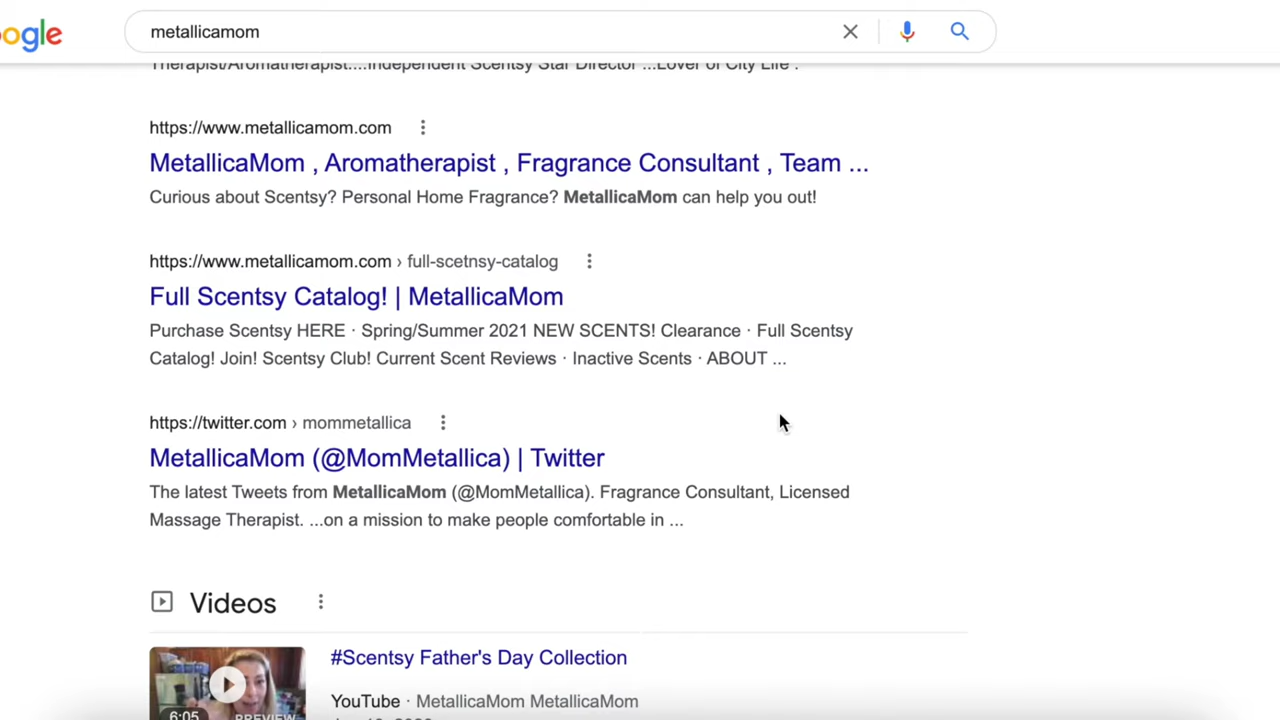 ogle metallicamom
Therapist/Aromatherapist....Independent Scentsy Star Director ...Lover of City Life .
https://www.metallicamom.com
MetallicaMom , Aromatherapist , Fragrance Consultant , Team ...
Curious about Scentsy? Personal Home Fragrance? MetallicaMom can help you out!
https://www.metallicamom.com › full-scetnsy-catalog
Full Scentsy Catalog! | MetallicaMom
Purchase Scentsy HERE · Spring/Summer 2021 NEW SCENTS! Clearance · Full Scentsy
Catalog! Join! Scentsy Club! Current Scent Reviews · Inactive Scents · ABOUT ...
https://twitter.com › mommetallica
MetallicaMom (@MomMetallica) | Twitter
The latest Tweets from MetallicaMom (@MomMetallica). Fragrance Consultant, Licensed
Massage Therapist. ...on a mission to make people comfortable in ...
Videos
#Scentsy Father's Day Collection
YouTube · MetallicaMom MetallicaMom
6:05 PREVIEW